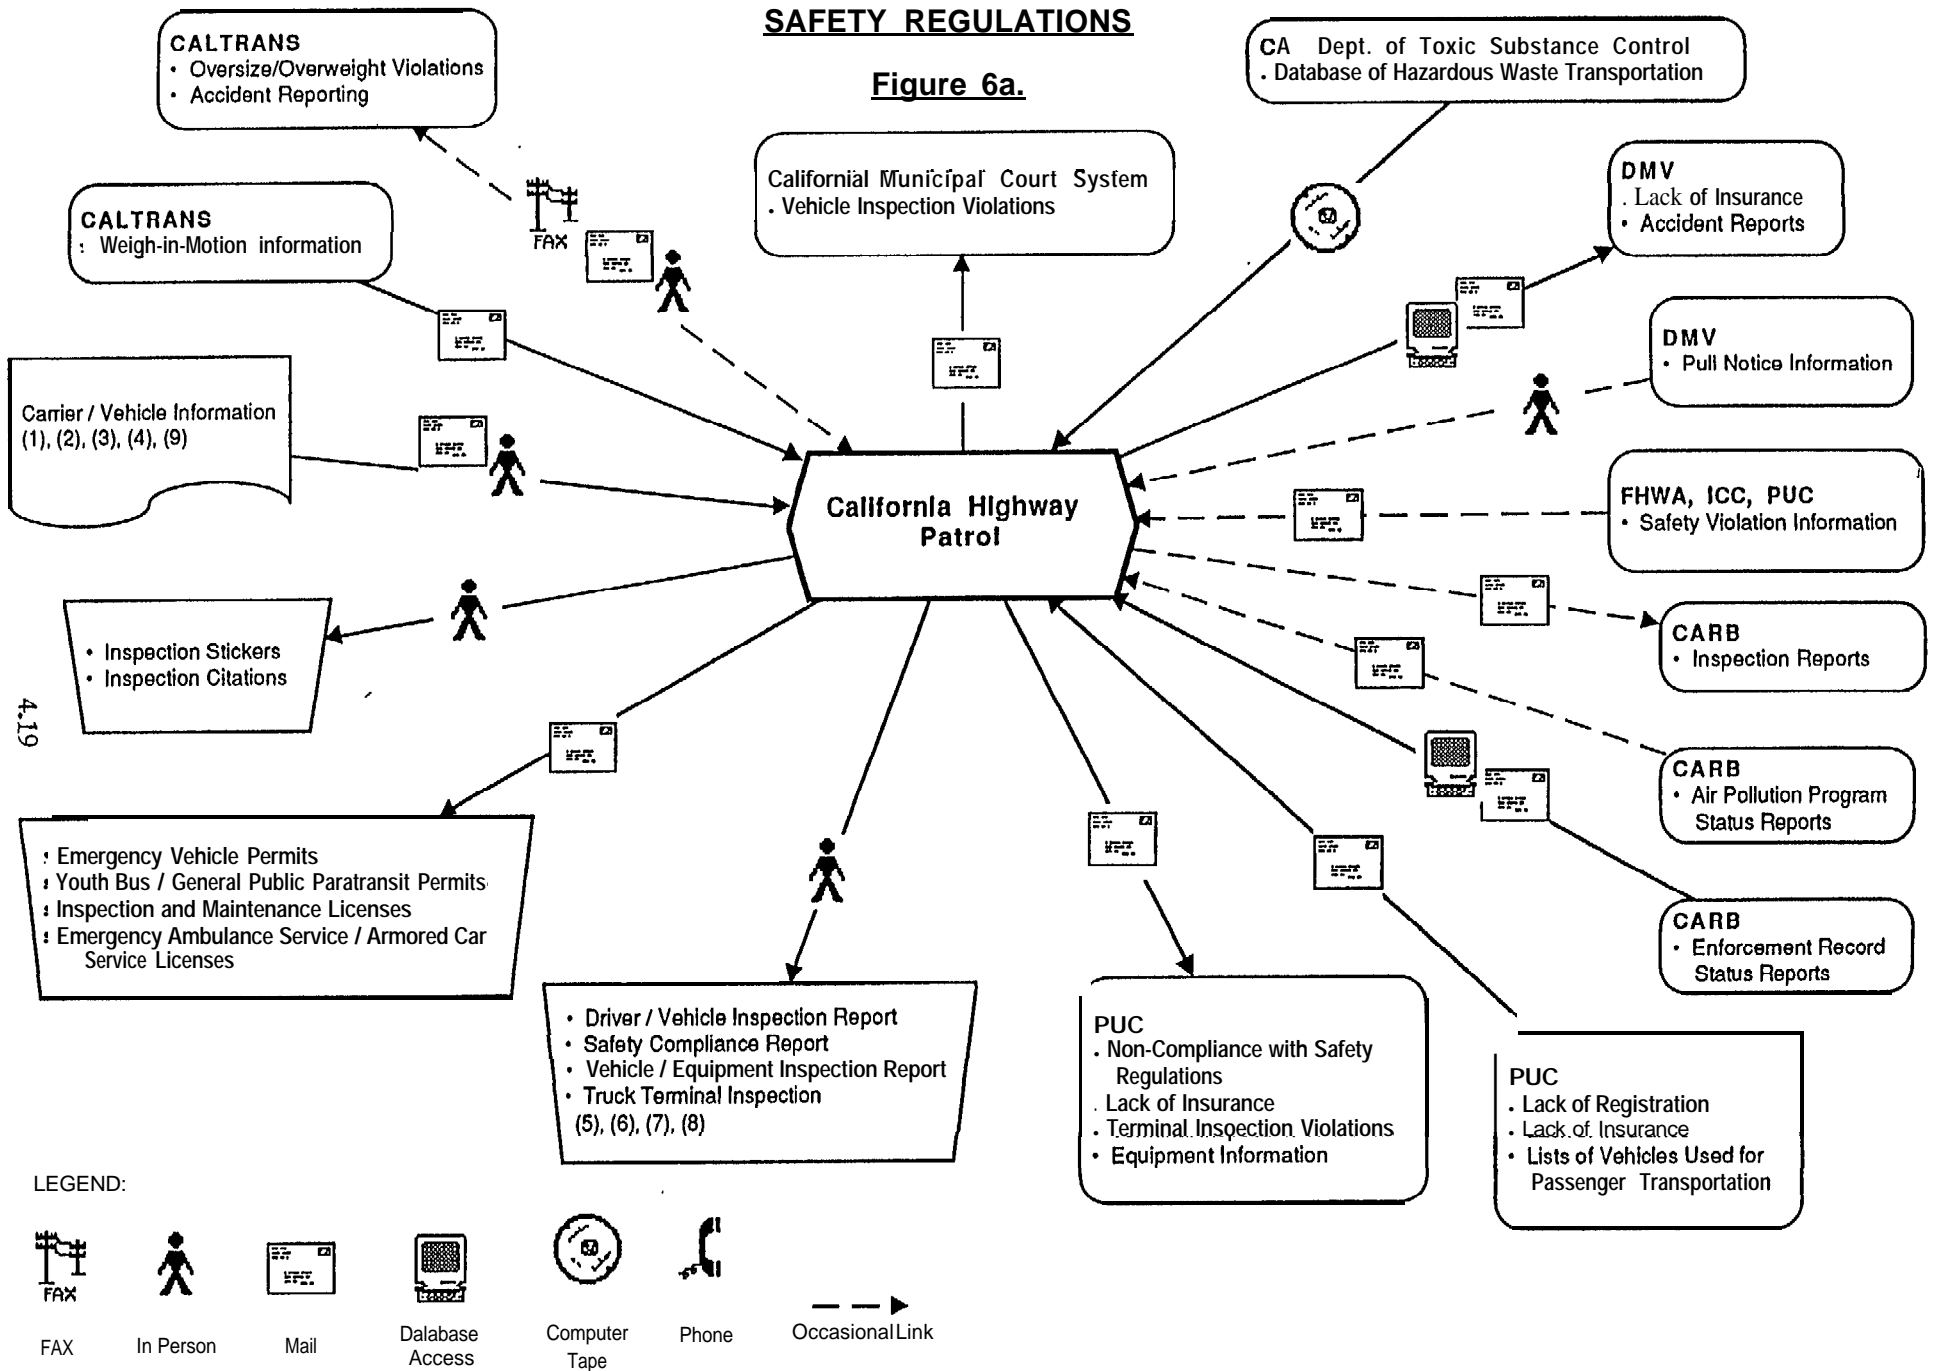 SAFETY REGULATIONS
Figure 6a.
CALTRANS
• Oversize/Overweight Violations
• Accident Reporting
CA Dept. of Toxic Substance Control
. Database of Hazardous Waste Transportation
Californial Municipal Court System
. Vehicle Inspection Violations
DMV
. Lack of Insurance
• Accident Reports
CALTRANS
: Weigh-in-Motion information
FAX
DMV
• Pull Notice Information
Carrier / Vehicle Information
(1), (2), (3), (4), (9)
California Highway
Patrol
FHWA, ICC, PUC
• Safety Violation Information
• Inspection Stickers
• Inspection Citations
CARB
• Inspection Reports
4.19
CARB
• Air Pollution Program
Status Reports
: Emergency Vehicle Permits
: Youth Bus / General Public Paratransit Permits
: Inspection and Maintenance Licenses
: Emergency Ambulance Service / Armored Car
Service Licenses
CARB
• Enforcement Record
Status Reports
• Driver / Vehicle Inspection Report
• Safety Compliance Report
• Vehicle / Equipment Inspection Report
• Truck Terminal Inspection
(5), (6), (7), (8)
PUC
. Non-Compliance with Safety
Regulations
. Lack of Insurance
. Terminal Inspection Violations
• Equipment Information
PUC
. Lack of Registration
. Lack of Insurance
• Lists of Vehicles Used for
Passenger Transportation
LEGEND:
FAX
FAX
In Person
Mail
Dalabase
Access
Computer
Tape
Phone
OccasionalLink